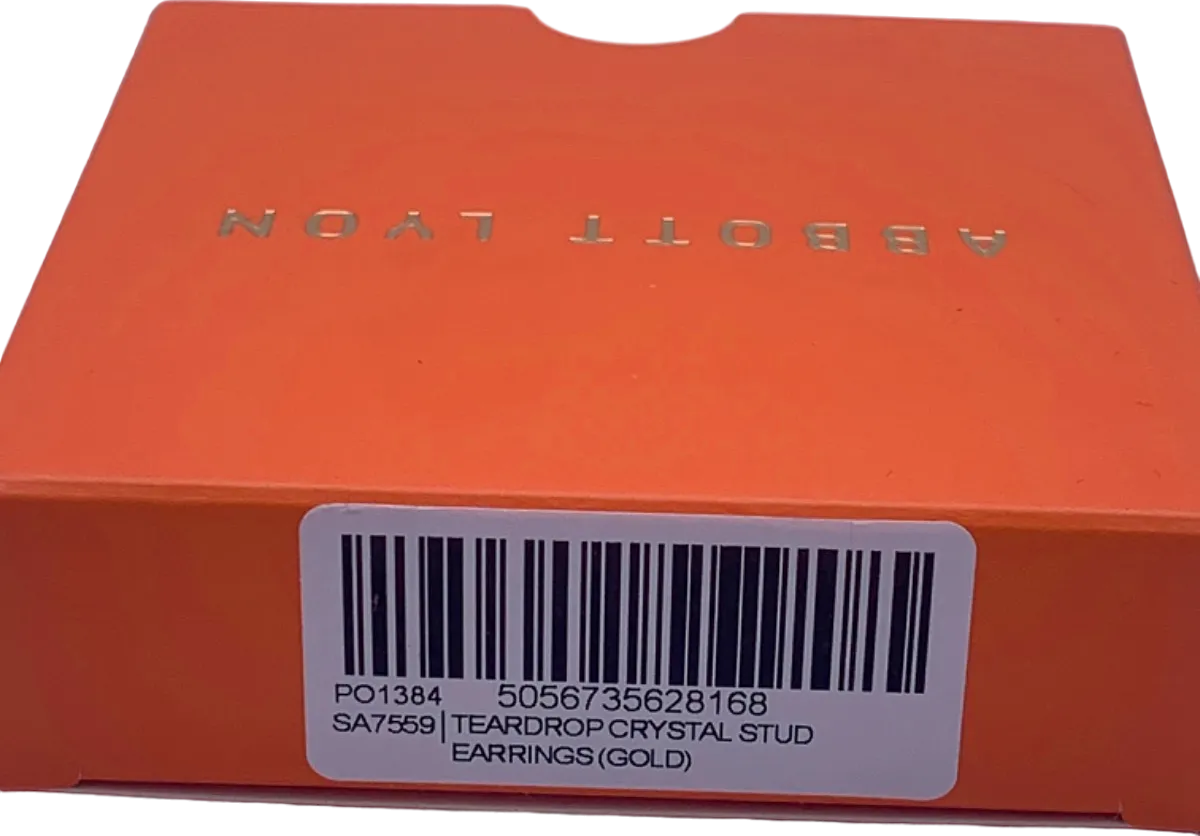 ABBOTT LYON
PO1384 5056735628168
SA7559 | TEARDROP CRYSTAL STUD
EARRINGS (GOLD)